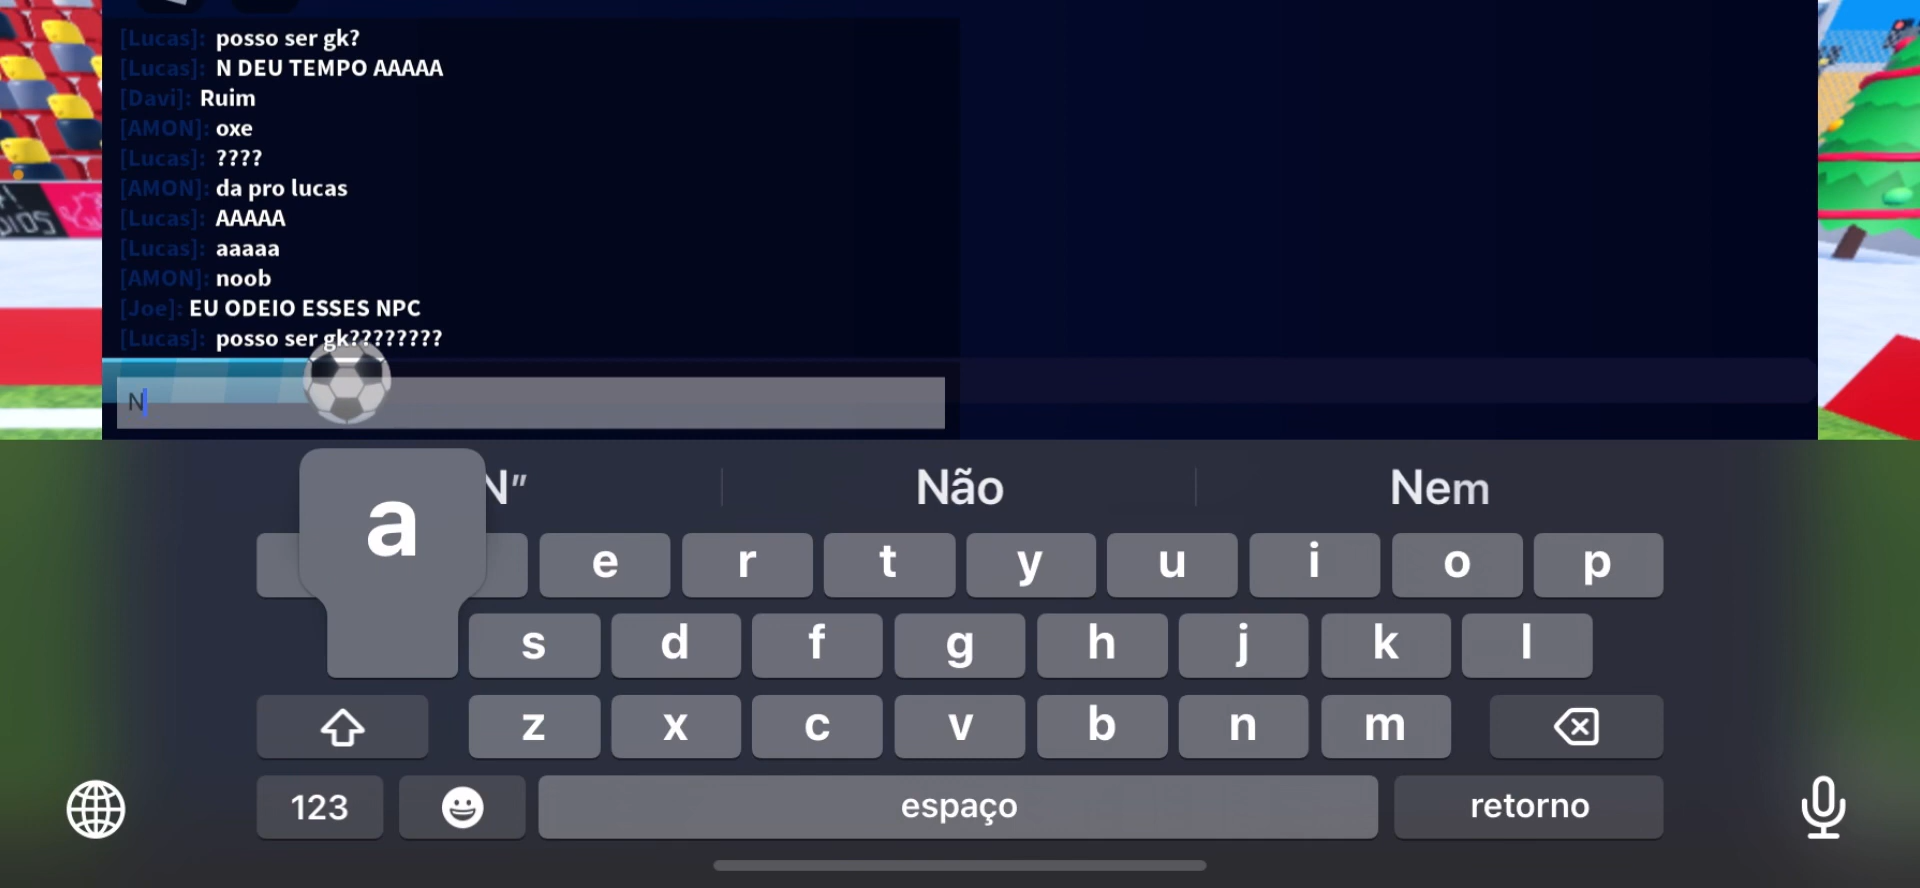 [Lucas]: posso ser gk?
[Lucas]: N DEU TEMPO AAAAA
[Davi]: Ruim
[AMON]: oxe
[Lucas]: ????
[AMON]: da pro lucas
[Lucas]: AAAAA
[Lucas]: aaaaa
[AMON]: noob
[Joe]: EU ODEIO ESSES NPC
[Lucas]: posso ser gk????????
N
N" Não Nem
e r t y u i o p
a s d f g h j k l
z x c v b n m
123 espaço retorno